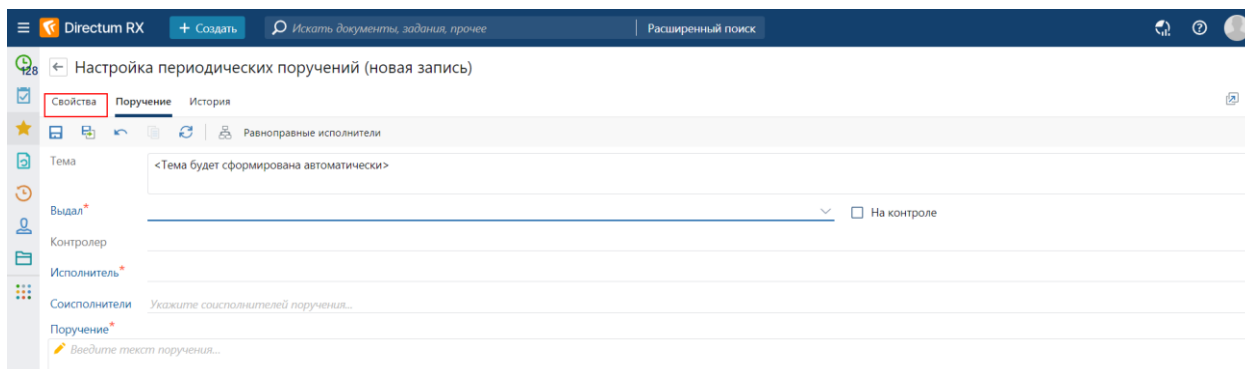 Directum RX + Создать Искать документы, задания, прочее Расширенный поиск
128 Настройка периодических поручений (новая запись)
Свойства Поручение История
Равноправные исполнители
Тема <Тема будет сформирована автоматически>
Выдал* На контроле
Контролер
Исполнитель*
Соисполнители Укажите соисполнителей поручения...
Поручение*
Введите текст поручения...